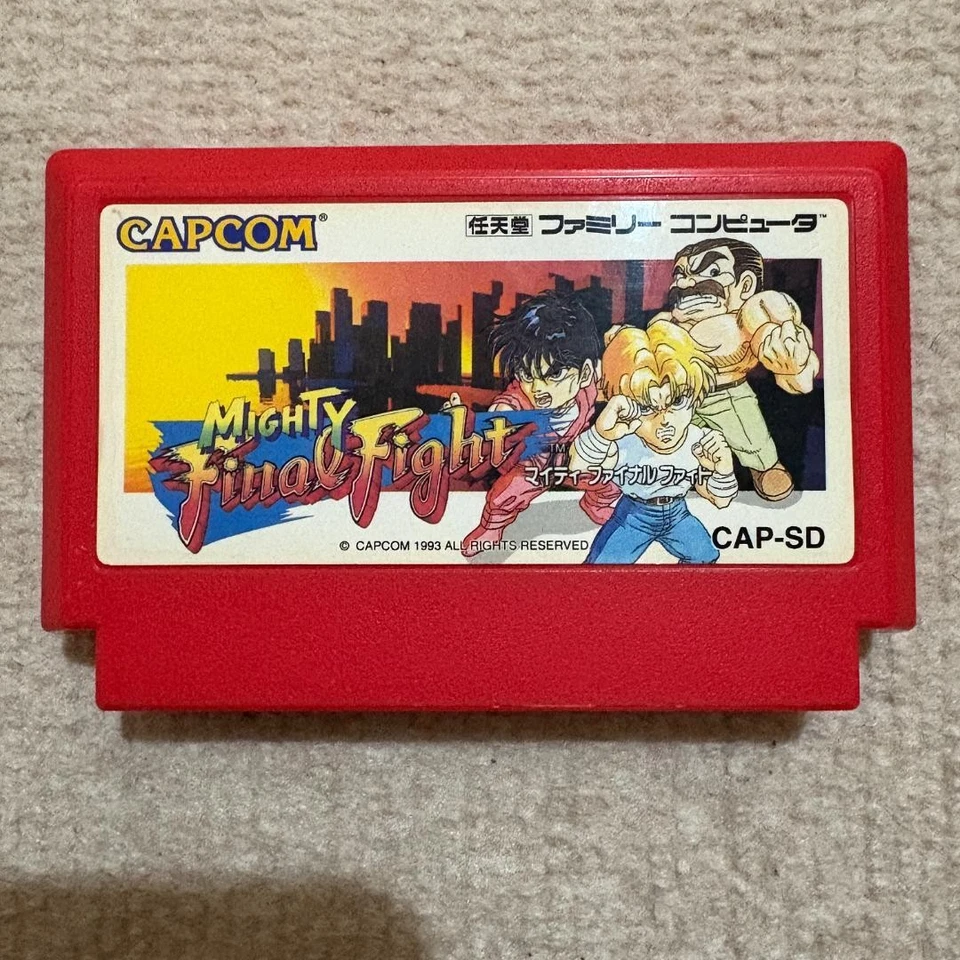 CAPCOM®
任天堂 ファミリー コンピュータ™
MIGHTY
Final Fight
TM
マイティ ファイナルファイト
© CAPCOM 1993 ALL RIGHTS RESERVED
CAP-SD